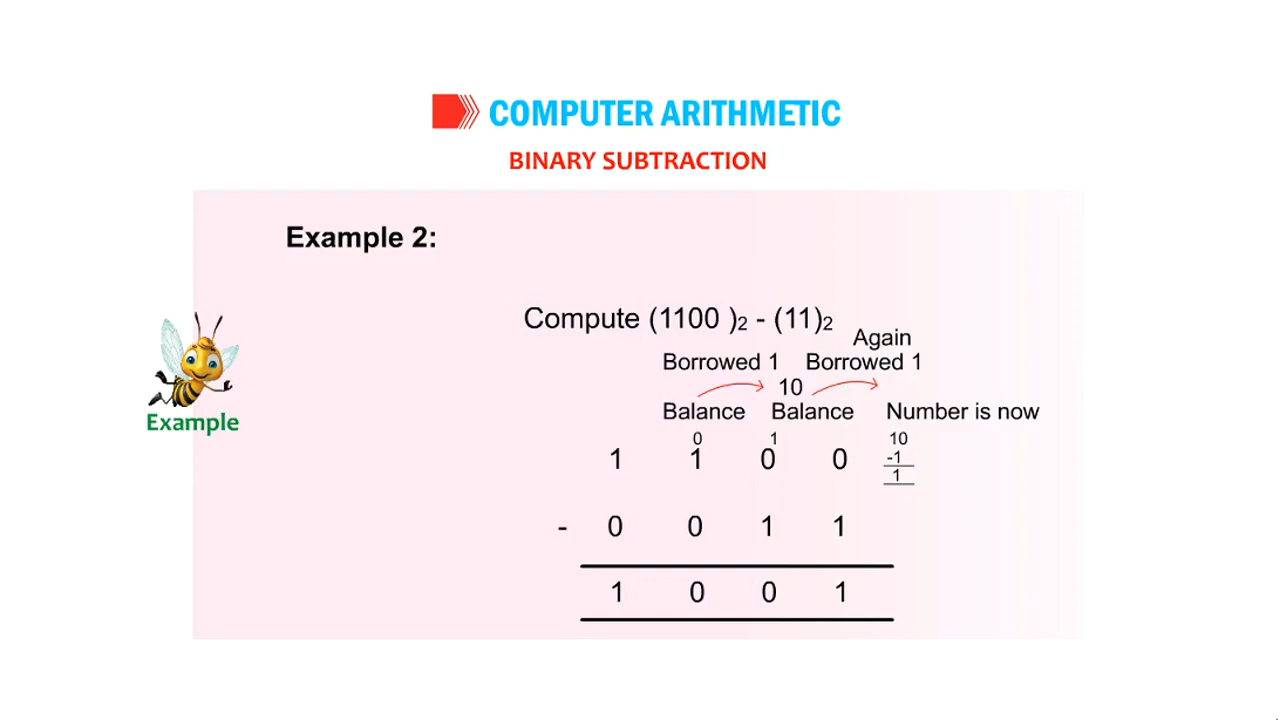 COMPUTER ARITHMETIC
BINARY SUBTRACTION
Example 2:
Compute (1100 )2 - (11)2
Again
Borrowed 1 Borrowed 1
10
Balance Balance Number is now
0 1 10
1 1 0 0 -1
1
- 0 0 1 1
1 0 0 1
Example